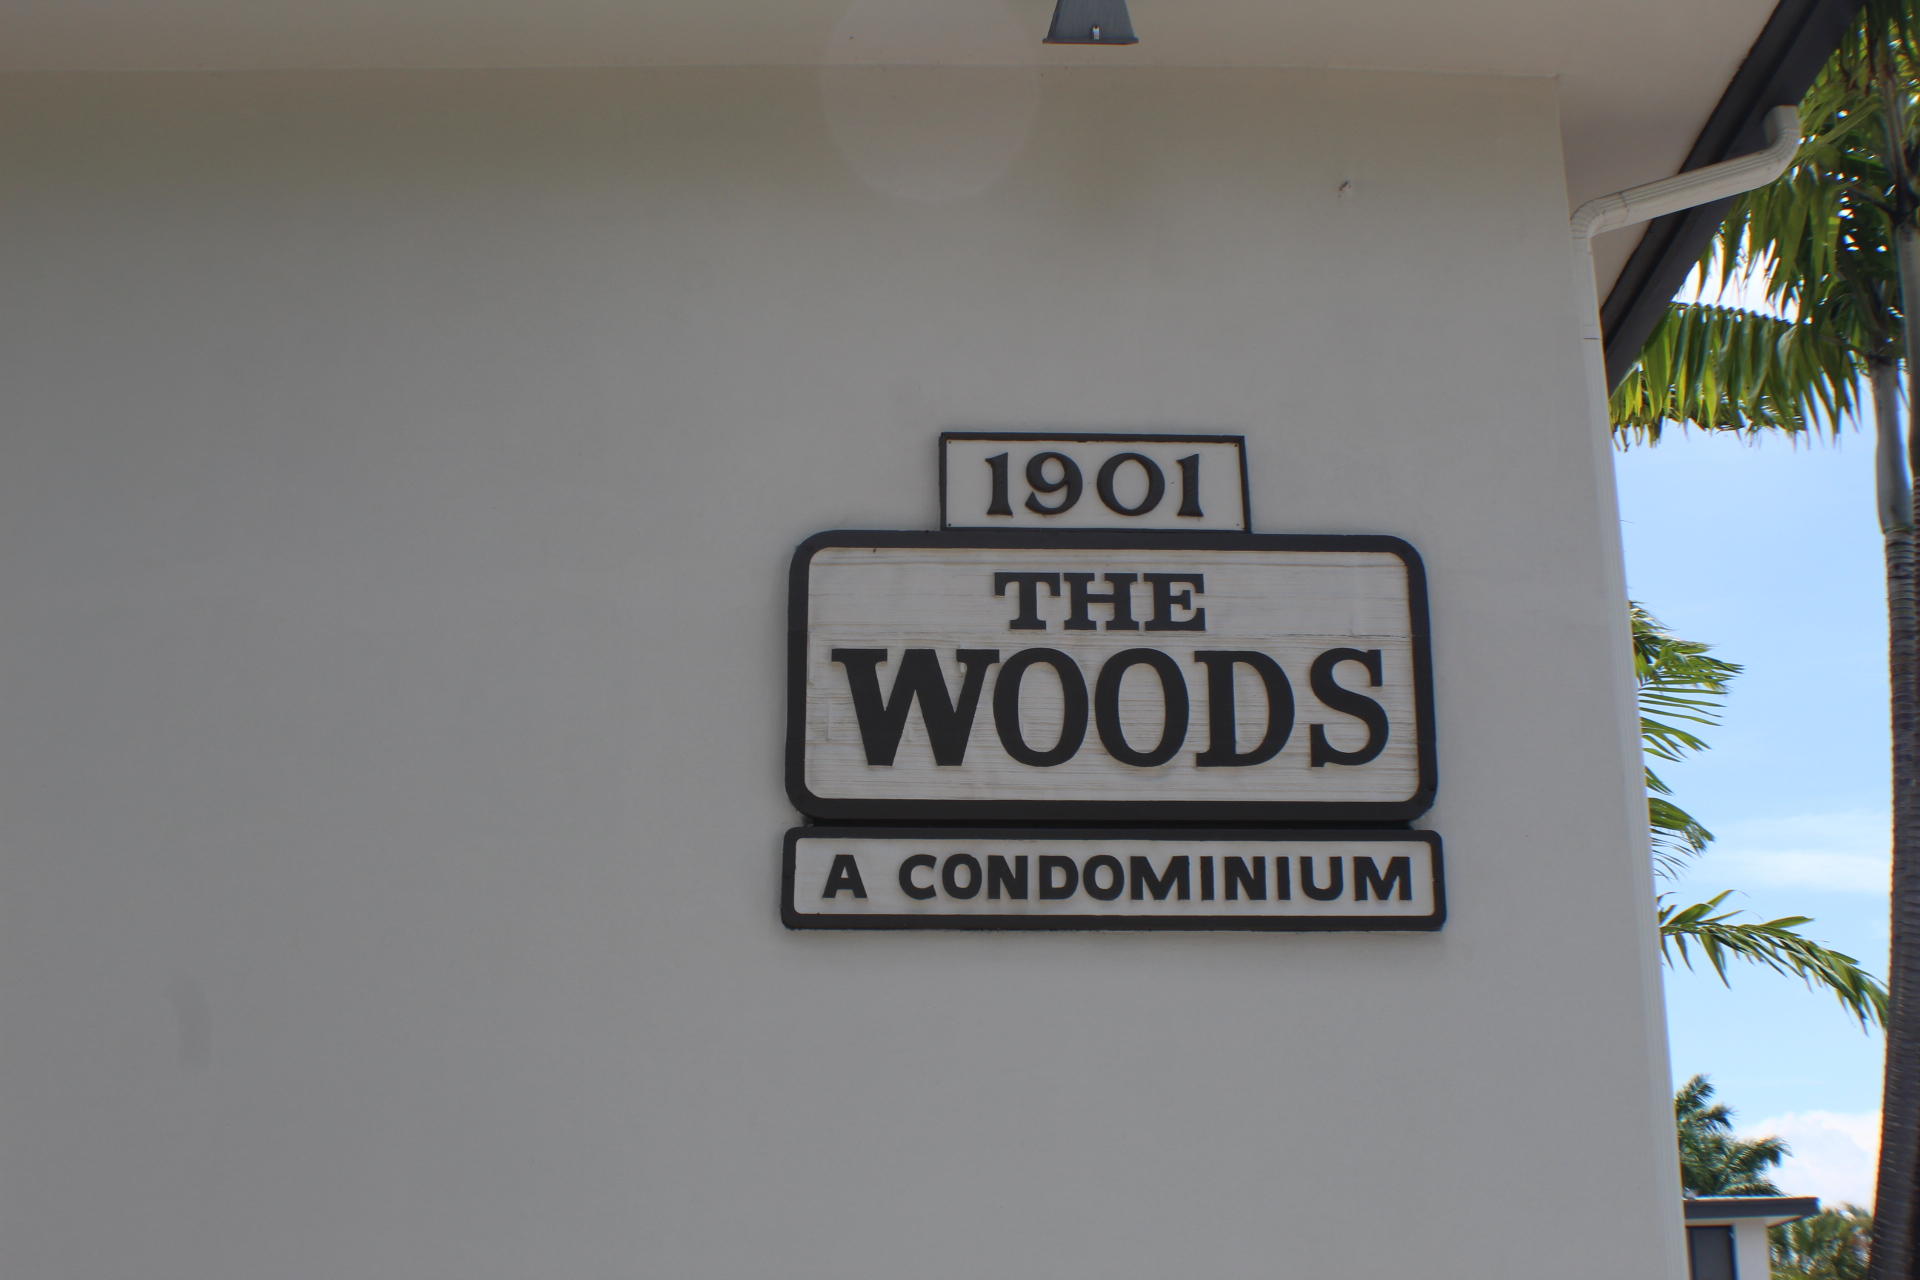 1901
THE
WOODS
A CONDOMINIUM